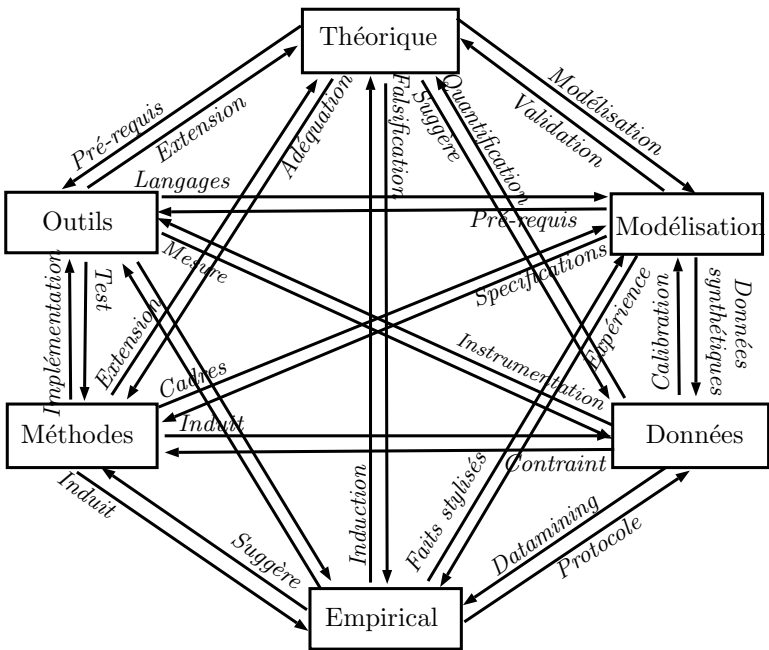 Théorique
Pré-requis
Extension
Adéquation
Falsification
Suggère
Quantification
Modélisation
Validation
Outils
Langages
Pré-requis
Modélisation
Mesure
Specifications
Implémentation
Test
Extension
Cadres
Expérience
Calibration
Données
synthétiques
Instrumentation
Méthodes
Induit
Contraint
Données
Induit
Suggère
Induction
Faits stylisés
Datamining
Protocole
Empirical